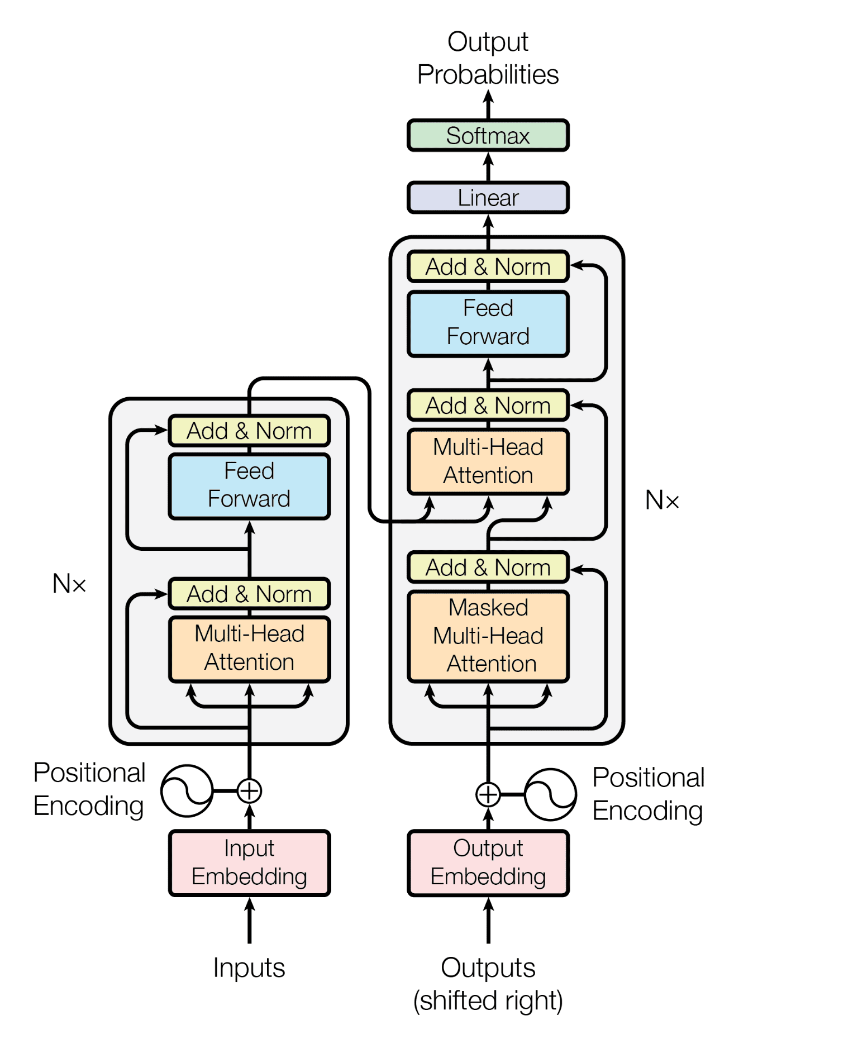 Output
Probabilities
Softmax
Linear
Add & Norm
Feed
Forward
Add & Norm
Multi-Head
Attention
Nx
Add & Norm
Masked
Multi-Head
Attention
Add & Norm
Feed
Forward
Nx
Add & Norm
Multi-Head
Attention
Positional
Encoding
Positional
Encoding
Input
Embedding
Output
Embedding
Inputs
Outputs
(shifted right)